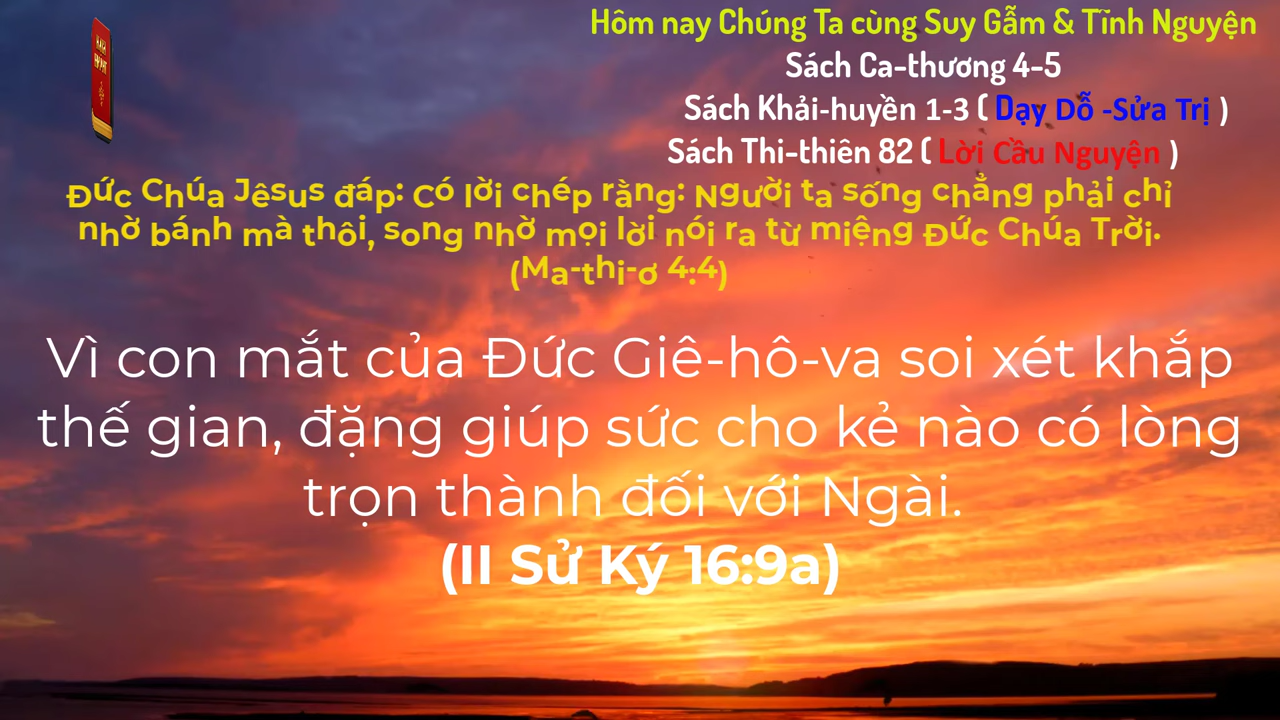 Hôm nay Chúng Ta cùng Suy Gẫm & Tĩnh Nguyện
Sách Ca-thương 4-5
Sách Khải-huyền 1-3 ( Dạy Dỗ -Sửa Trị )
Sách Thi-thiên 82 ( Lời Cầu Nguyện )
Đức Chúa Jêsus đáp: Có lời chép rằng: Người ta sống chẳng phải chỉ
nhờ bánh mà thôi, song nhờ mọi lời nói ra từ miệng Đức Chúa Trời.
(Ma-thi-ơ 4:4)
Vì con mắt của Đức Giê-hô-va soi xét khắp
thế gian, đặng giúp sức cho kẻ nào có lòng
trọn thành đối với Ngài.
(II Sử Ký 16:9a)